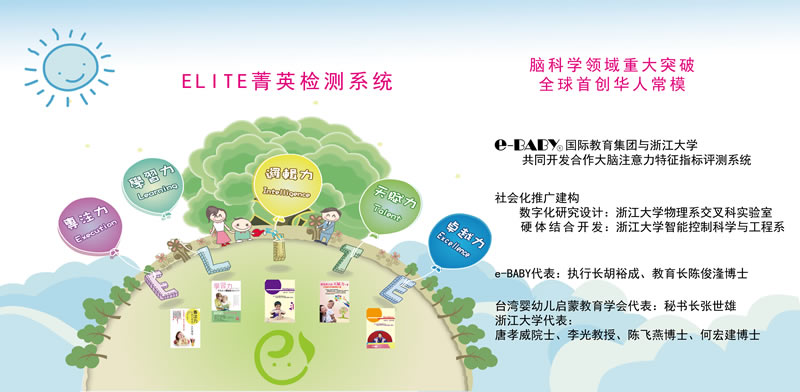 ELITE菁英检测系统
脑科学领域重大突破
全球首创华人常模
專注力
Execution
學習力
Learning
邏輯力
Intelligence
天賦力
Talent
卓越力
Excellence
E L I T E
學習力
e-BABY® 国际教育集团与浙江大学
共同开发合作大脑注意力特征指标评测系统
社会化推广建构
数字化研究设计：浙江大学物理系交叉科实验室
硬体结合开发：浙江大学智能控制科学与工程系
e-BABY代表：执行长胡裕成、教育长陈俊湰博士
台湾婴幼儿启蒙教育学会代表：秘书长张世雄
浙江大学代表：
唐孝威院士、李光教授、陈飞燕博士、何宏建博士